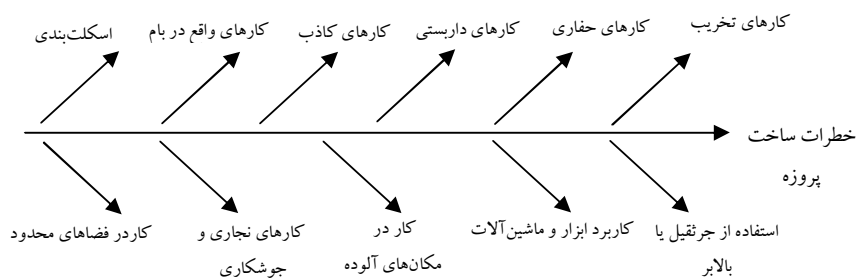 کارهای تخریب
کارهای حفاری
کارهای داربستی
کارهای کاذب
کارهای واقع در بام
اسکلت‌بندی
خطرات ساخت
پروزه
استفاده از جرثقیل یا
بالابر
کاربرد ابزار و ماشین‌آلات
کار در
مکان‌های آلوده
کارهای نجاری و
جوشکاری
کاردر فضاهای محدود